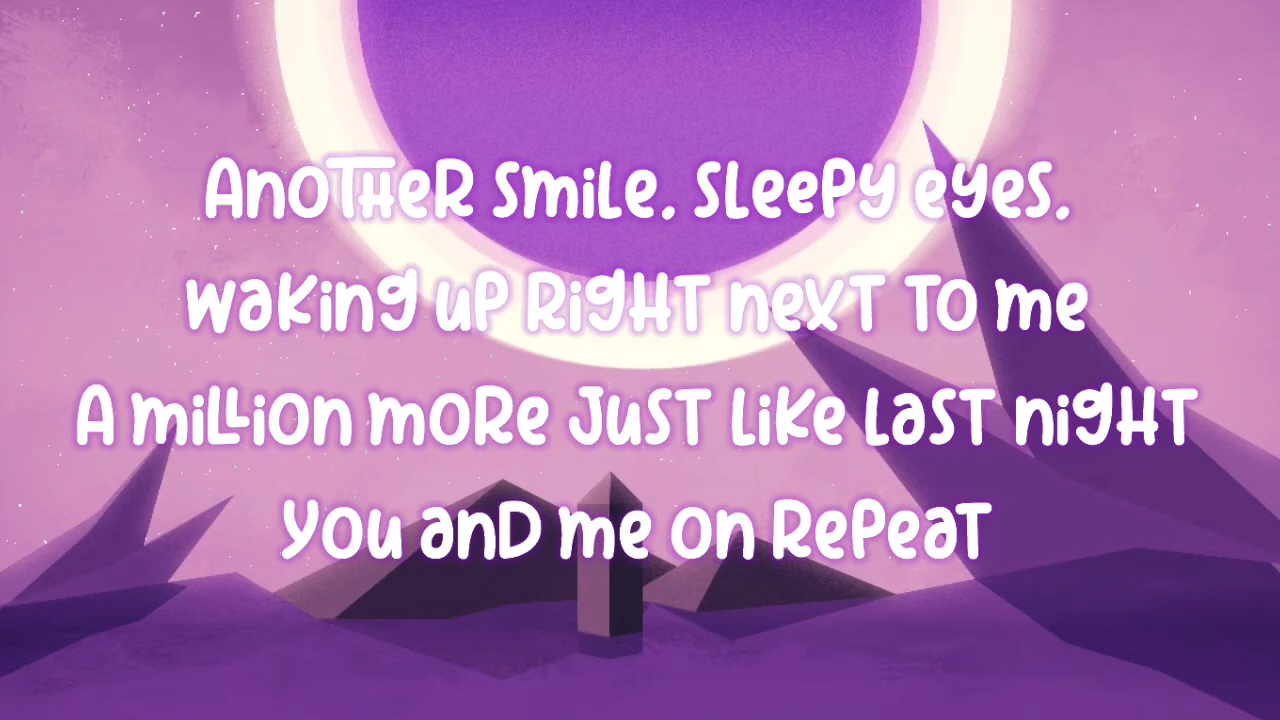 Another smile, sleepy eyes,
waking up right next to me
A million more just like last night
you and me on repeat